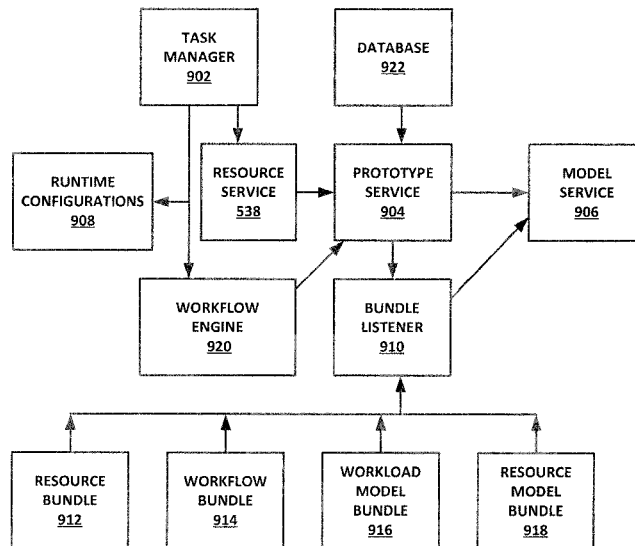 TASK
MANAGER
902
DATABASE
922
RUNTIME
CONFIGURATIONS
908
RESOURCE
SERVICE
538
PROTOTYPE
SERVICE
904
MODEL
SERVICE
906
WORKFLOW
ENGINE
920
BUNDLE
LISTENER
910
RESOURCE
BUNDLE
912
WORKFLOW
BUNDLE
914
WORKLOAD
MODEL
BUNDLE
916
RESOURCE
MODEL
BUNDLE
918